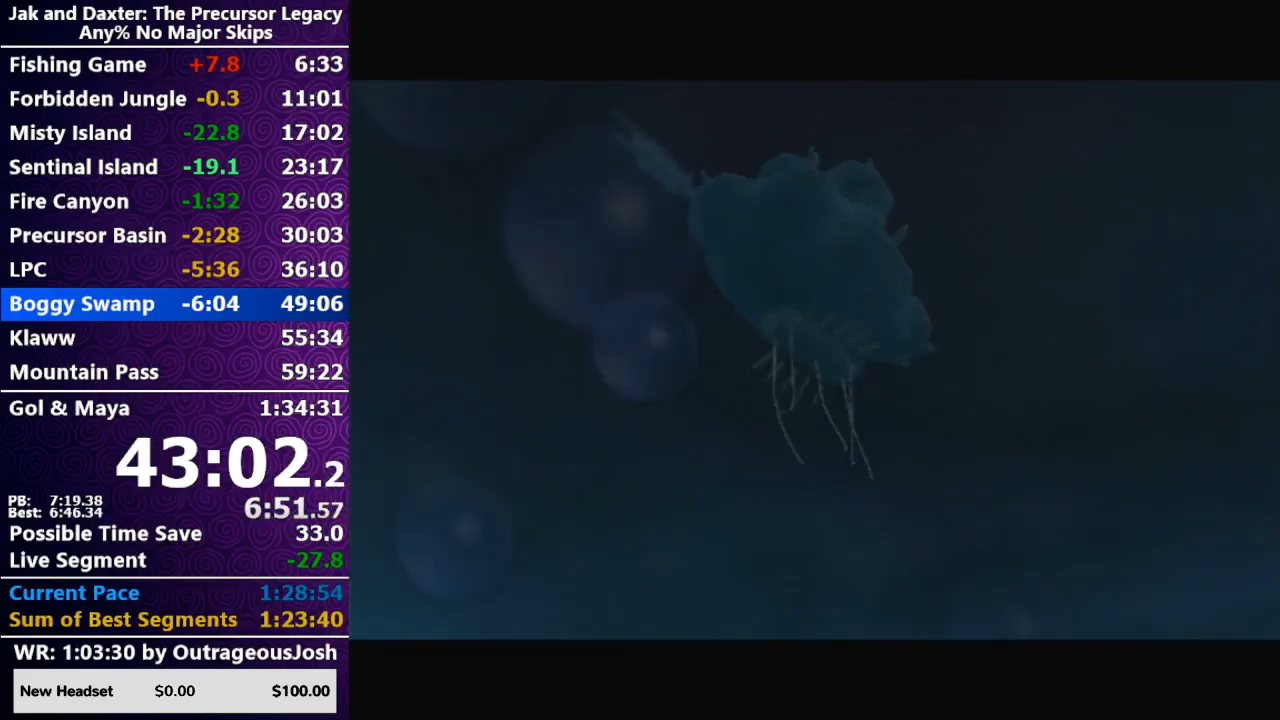 Jak and Daxter: The Precursor Legacy
Any% No Major Skips
Fishing Game +7.8 6:33
Forbidden Jungle -0.3 11:01
Misty Island -22.8 17:02
Sentinal Island -19.1 23:17
Fire Canyon -1:32 26:03
Precursor Basin -2:28 30:03
LPC -5:36 36:10
Boggy Swamp -6:04 49:06
Klaww 55:34
Mountain Pass 59:22
Gol & Maya 1:34:31
43:02.2
PB: 7:19.38
Best: 6:46.34
6:51.57
Possible Time Save 33.0
Live Segment -27.8
Current Pace 1:28:54
Sum of Best Segments 1:23:40
WR: 1:03:30 by OutrageousJosh
New Headset $0.00 $100.00